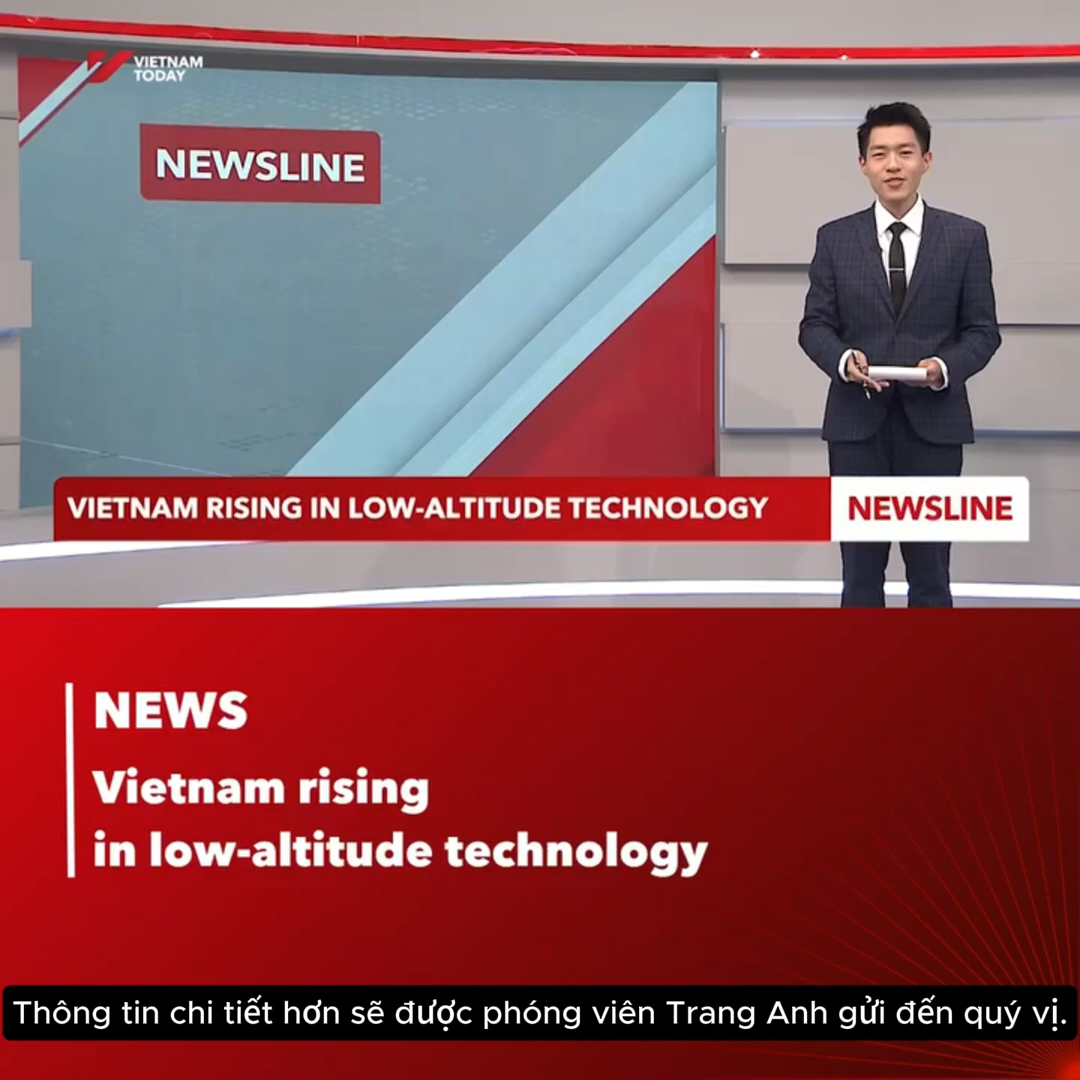 VIETNAM
TODAY
NEWSLINE
VIETNAM RISING IN LOW-ALTITUDE TECHNOLOGY
NEWSLINE
NEWS
Vietnam rising
in low-altitude technology
Thông tin chi tiết hơn sẽ được phóng viên Trang Anh gửi đến quý vị.